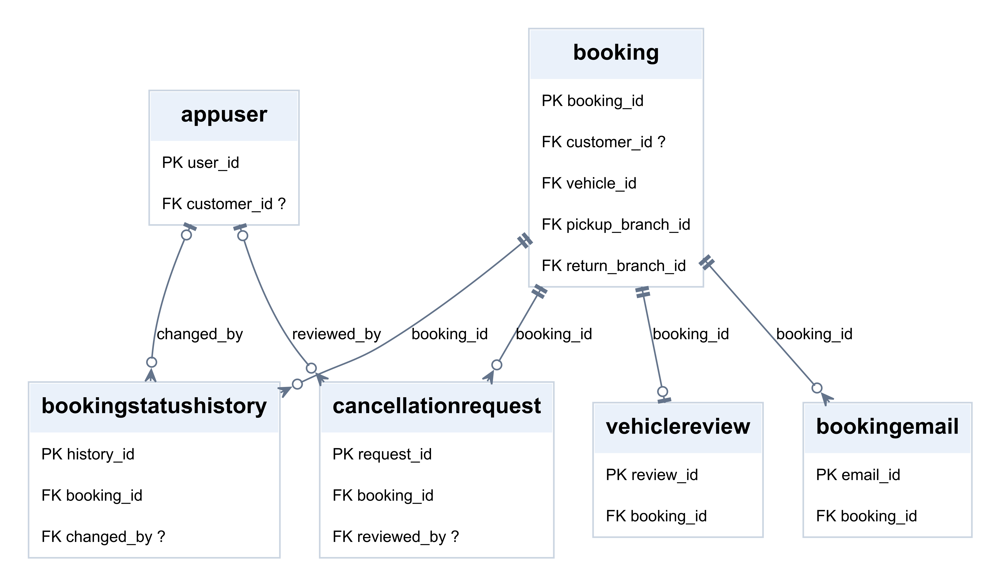 booking
PK booking_id
FK customer_id ?
FK vehicle_id
FK pickup_branch_id
FK return_branch_id
appuser
PK user_id
FK customer_id ?
changed_by
reviewed_by
booking_id
booking_id
booking_id
booking_id
bookingstatushistory
PK history_id
FK booking_id
FK changed_by ?
cancellationrequest
PK request_id
FK booking_id
FK reviewed_by ?
vehiclereview
PK review_id
FK booking_id
bookingemail
PK email_id
FK booking_id